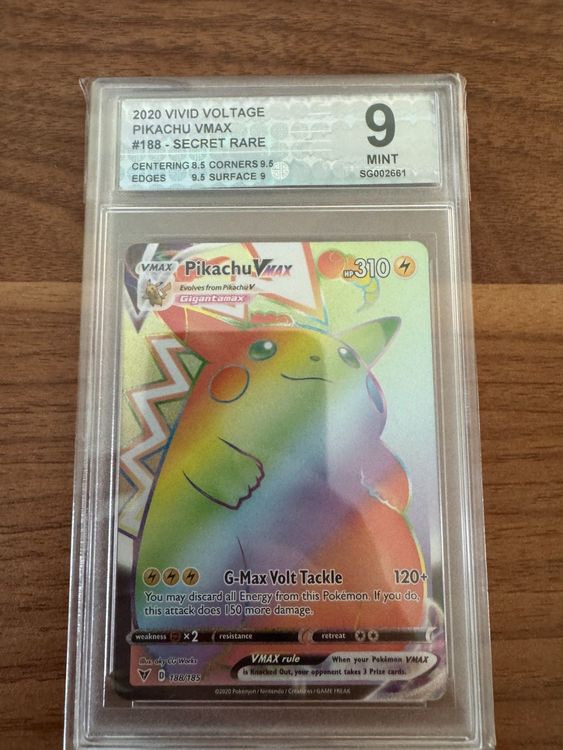 2020 VIVID VOLTAGE
PIKACHU VMAX
#188 - SECRET RARE
CENTERING 8.5 CORNERS 9.5
EDGES 9.5 SURFACE 9
9
MINT
SG002661
VMAX Pikachu VMAX HP 310
Evolves from Pikachu V
Gigantamax
G-Max Volt Tackle 120+
You may discard all Energy from this Pokémon. If you do,
this attack does 150 more damage.
weakness ×2 resistance retreat
Illus. sky CG Works
D 188/185
VMAX rule When your Pokémon VMAX
is Knocked Out, your opponent takes 3 Prize cards.
©2020 Pokémon / Nintendo / Creatures / GAME FREAK